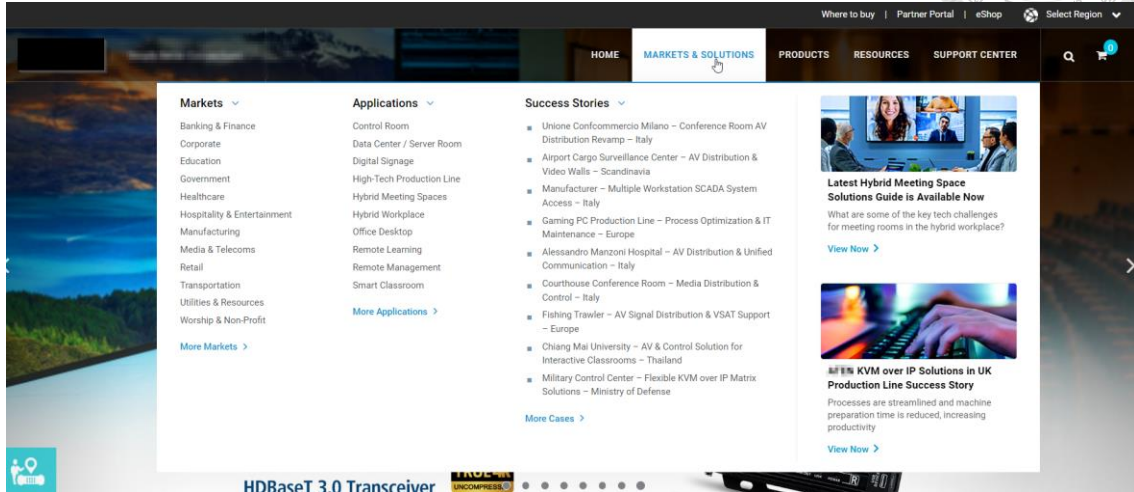 Where to buy | Partner Portal | eShop Select Region
HOME MARKETS & SOLUTIONS PRODUCTS RESOURCES SUPPORT CENTER 0
Markets
Banking & Finance
Corporate
Education
Government
Healthcare
Hospitality & Entertainment
Manufacturing
Media & Telecoms
Retail
Transportation
Utilities & Resources
Worship & Non-Profit
More Markets >
Applications
Control Room
Data Center / Server Room
Digital Signage
High-Tech Production Line
Hybrid Meeting Spaces
Hybrid Workplace
Office Desktop
Remote Learning
Remote Management
Smart Classroom
More Applications >
Success Stories
Unione Confcommercio Milano – Conference Room AV
Distribution Revamp – Italy
Airport Cargo Surveillance Center – AV Distribution &
Video Walls – Scandinavia
Manufacturer – Multiple Workstation SCADA System
Access – Italy
Gaming PC Production Line – Process Optimization & IT
Maintenance – Europe
Alessandro Manzoni Hospital – AV Distribution & Unified
Communication – Italy
Courthouse Conference Room – Media Distribution &
Control – Italy
Fishing Trawler – AV Signal Distribution & VSAT Support
– Europe
Chiang Mai University – AV & Control Solution for
Interactive Classrooms – Thailand
Military Control Center – Flexible KVM over IP Matrix
Solutions – Ministry of Defense
More Cases >
Latest Hybrid Meeting Space
Solutions Guide is Available Now
What are some of the key tech challenges
for meeting rooms in the hybrid workplace?
View Now >
KVM over IP Solutions in UK
Production Line Success Story
Processes are streamlined and machine
preparation time is reduced, increasing
productivity
View Now >
HDBaseT 3.0 Transceiver
TRUE4K
UNCOMPRESSED